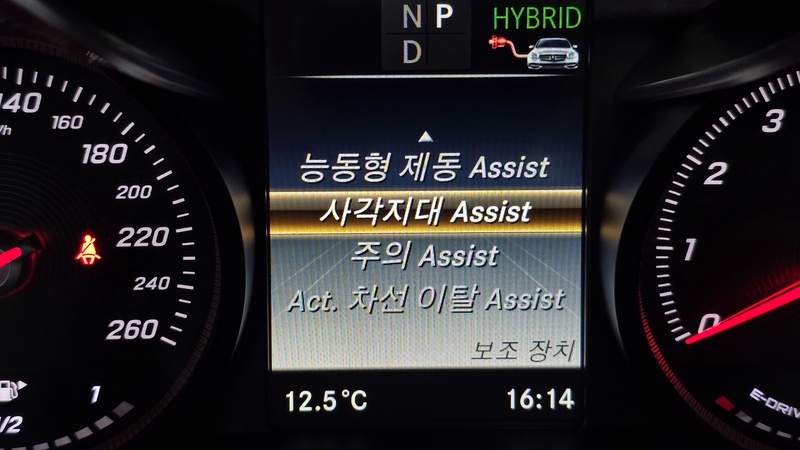 N P HYBRID
D
능동형 제동 Assist
사각지대 Assist
주의 Assist
Act. 차선 이탈 Assist
보조 장치
12.5°C 16:14
140
160
180
200
220
240
260
1
1/2
3
2
1
0